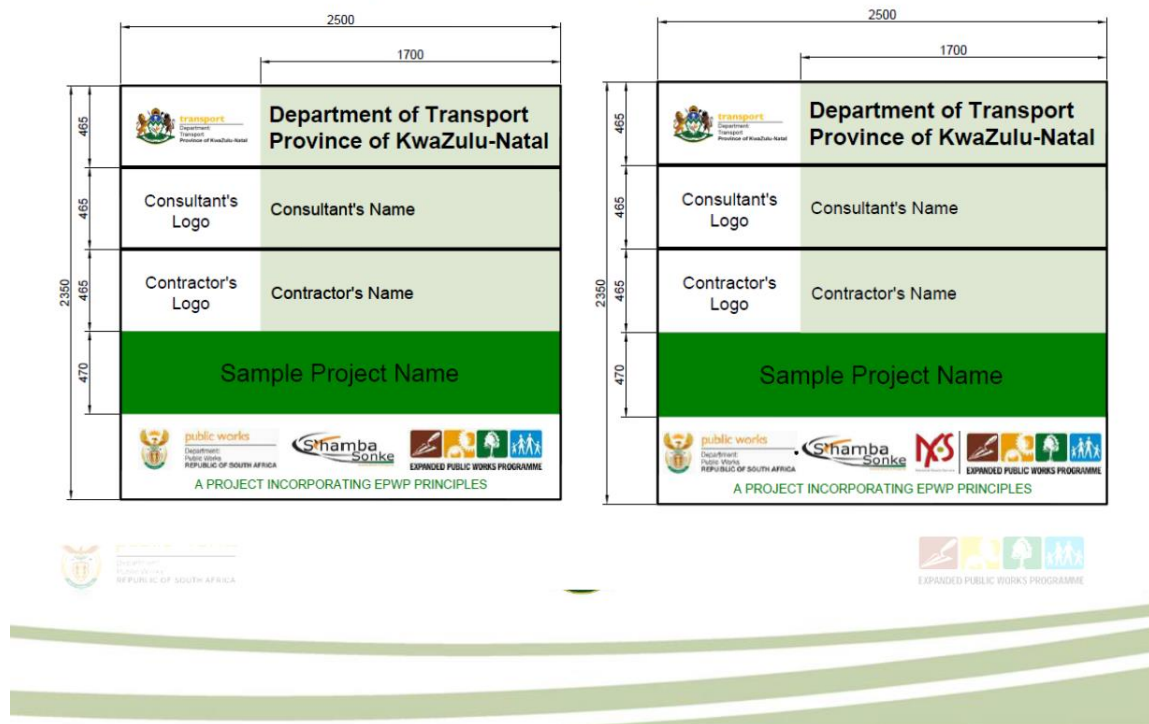 2500
1700
465
transport
Department:
Transport
Province of KwaZulu-Natal
Department of Transport
Province of KwaZulu-Natal
465
Consultant's
Logo
Consultant's Name
2350
465
Contractor's
Logo
Contractor's Name
470
Sample Project Name
public works
Department:
Public Works
REPUBLIC OF SOUTH AFRICA
S'hamba
Sonke
EXPANDED PUBLIC WORKS PROGRAMME
A PROJECT INCORPORATING EPWP PRINCIPLES
2500
1700
465
transport
Department:
Transport
Province of KwaZulu-Natal
Department of Transport
Province of KwaZulu-Natal
465
Consultant's
Logo
Consultant's Name
2350
465
Contractor's
Logo
Contractor's Name
470
Sample Project Name
public works
Department:
Public Works
REPUBLIC OF SOUTH AFRICA
S'hamba
Sonke
NYS
EXPANDED PUBLIC WORKS PROGRAMME
A PROJECT INCORPORATING EPWP PRINCIPLES
Department:
Public Works
REPUBLIC OF SOUTH AFRICA
EXPANDED PUBLIC WORKS PROGRAMME